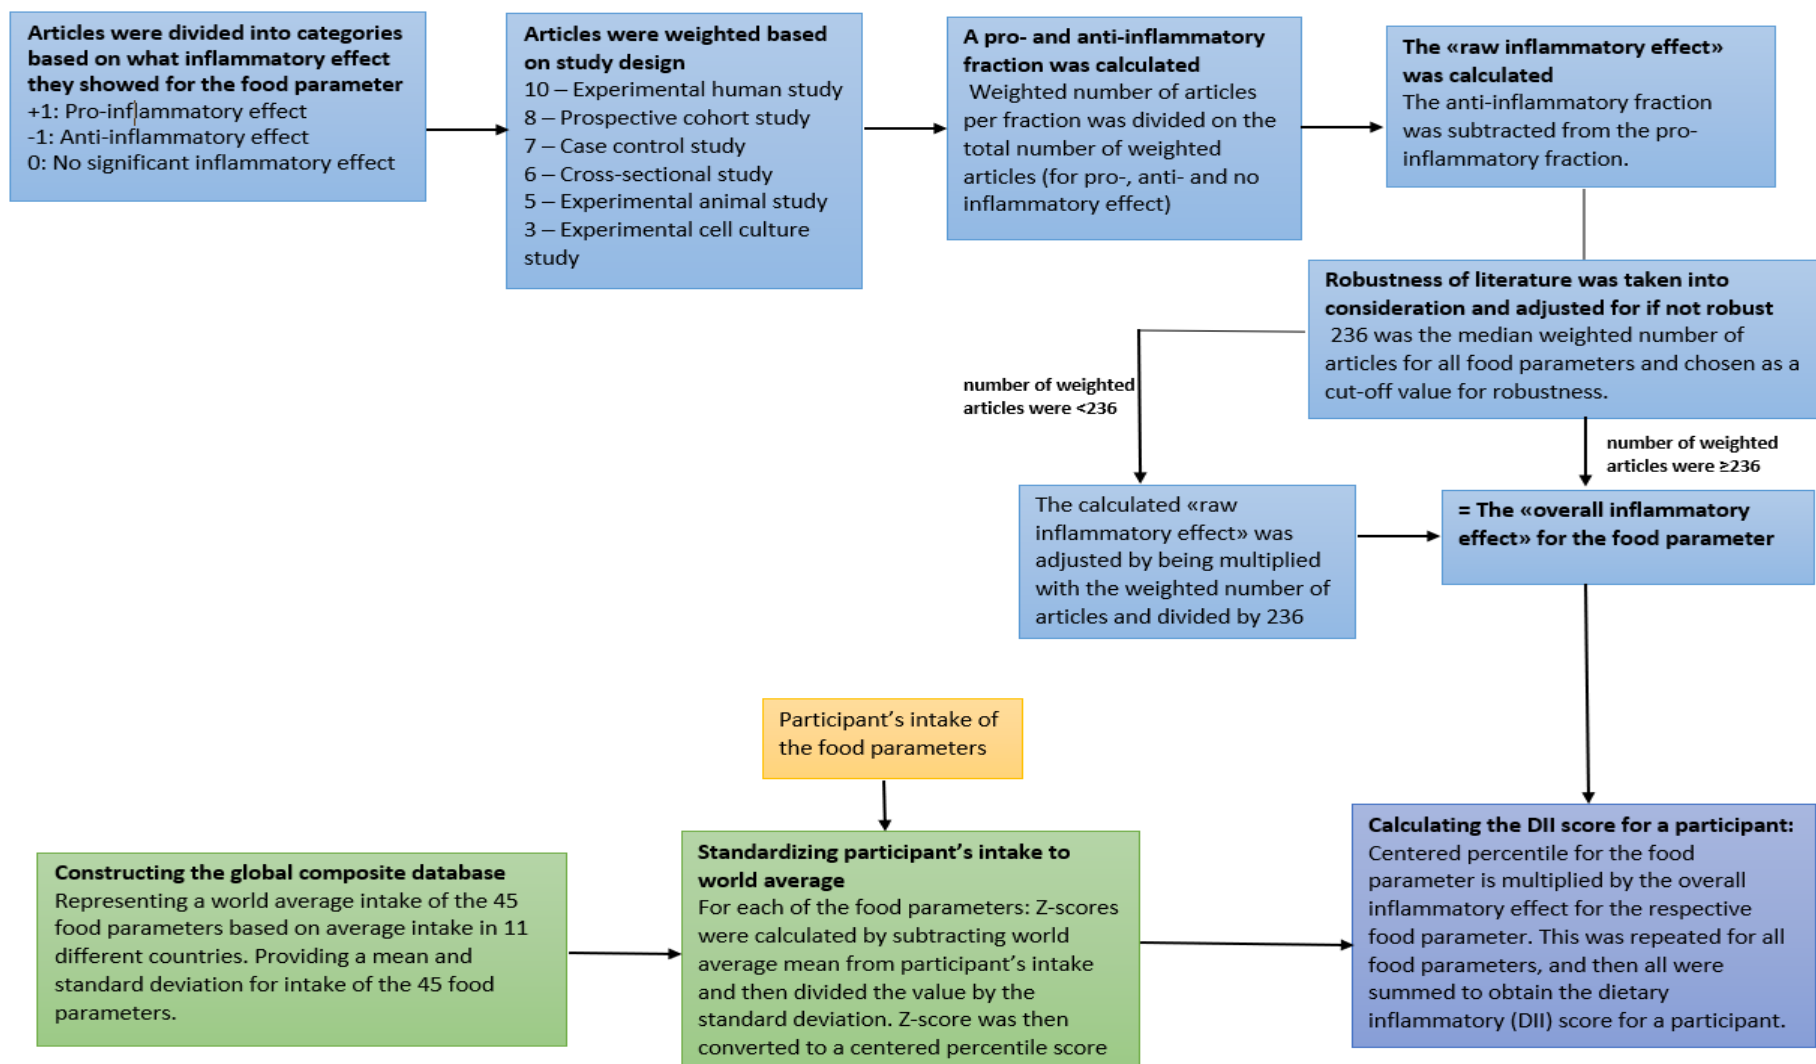 Articles were divided into categories
based on what inflammatory effect
they showed for the food parameter
+1: Pro-inflammatory effect
-1: Anti-inflammatory effect
0: No significant inflammatory effect
Articles were weighted based
on study design
10 – Experimental human study
8 – Prospective cohort study
7 – Case control study
6 – Cross-sectional study
5 – Experimental animal study
3 – Experimental cell culture
study
A pro- and anti-inflammatory
fraction was calculated
Weighted number of articles
per fraction was divided on the
total number of weighted
articles (for pro-, anti- and no
inflammatory effect)
The «raw inflammatory effect»
was calculated
The anti-inflammatory fraction
was subtracted from the pro-
inflammatory fraction.
Robustness of literature was taken into
consideration and adjusted for if not robust
236 was the median weighted number of
articles for all food parameters and chosen as a
cut-off value for robustness.
number of weighted
articles were <236
number of weighted
articles were ≥236
The calculated «raw
inflammatory effect» was
adjusted by being multiplied
with the weighted number of
articles and divided by 236
= The «overall inflammatory
effect» for the food parameter
Participant’s intake of
the food parameters
Constructing the global composite database
Representing a world average intake of the 45
food parameters based on average intake in 11
different countries. Providing a mean and
standard deviation for intake of the 45 food
parameters.
Standardizing participant’s intake to
world average
For each of the food parameters: Z-scores
were calculated by subtracting world
average mean from participant’s intake
and then divided the value by the
standard deviation. Z-score was then
converted to a centered percentile score
Calculating the DII score for a participant:
Centered percentile for the food
parameter is multiplied by the overall
inflammatory effect for the respective
food parameter. This was repeated for all
food parameters, and then all were
summed to obtain the dietary
inflammatory (DII) score for a participant.